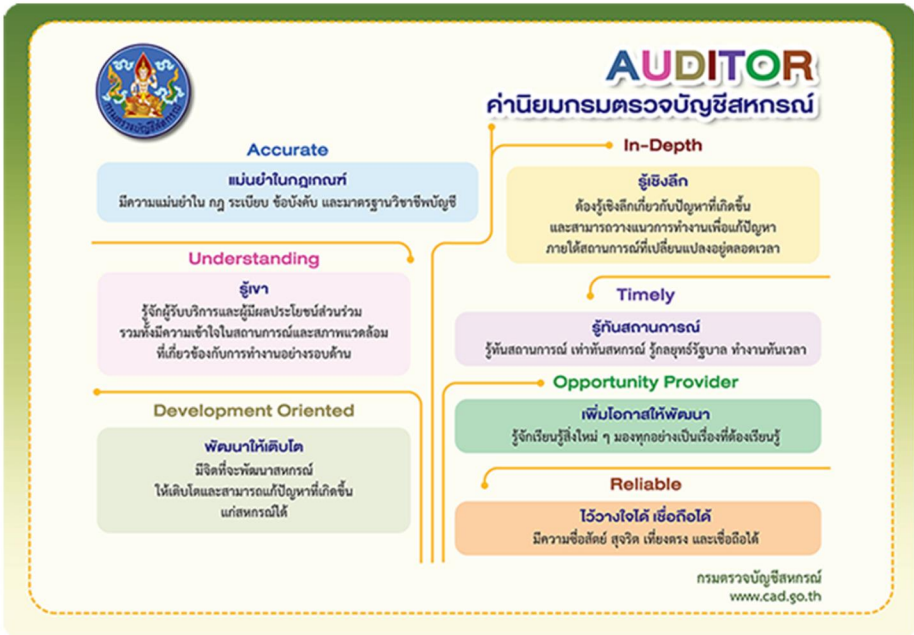 กรมตรวจบัญชีสหกรณ์
AUDITOR
ค่านิยมกรมตรวจบัญชีสหกรณ์
Accurate
แม่นยำในกฎเกณฑ์
มีความแม่นยำใน กฎ ระเบียบ ข้อบังคับ และมาตรฐานวิชาชีพบัญชี
Understanding
รู้เขา
รู้จักผู้รับบริการและผู้มีผลประโยชน์ส่วนร่วม
รวมทั้งมีความเข้าใจในสถานการณ์และสภาพแวดล้อม
ที่เกี่ยวข้องกับการทำงานอย่างรอบด้าน
Development Oriented
พัฒนาให้เติบโต
มีจิตที่จะพัฒนาสหกรณ์
ให้เติบโตและสามารถแก้ปัญหาที่เกิดขึ้น
แก่สหกรณ์ได้
In-Depth
รู้เชิงลึก
ต้องรู้เชิงลึกเกี่ยวกับปัญหาที่เกิดขึ้น
และสามารถวางแนวการทำงานเพื่อแก้ปัญหา
ภายใต้สถานการณ์ที่เปลี่ยนแปลงอยู่ตลอดเวลา
Timely
รู้ทันสถานการณ์
รู้ทันสถานการณ์ เท่าทันสหกรณ์ รู้กลยุทธ์รัฐบาล ทำงานทันเวลา
Opportunity Provider
เพิ่มโอกาสให้พัฒนา
รู้จักเรียนรู้สิ่งใหม่ ๆ มองทุกอย่างเป็นเรื่องที่ต้องเรียนรู้
Reliable
ไว้วางใจได้ เชื่อถือได้
มีความซื่อสัตย์ สุจริต เที่ยงตรง และเชื่อถือได้
กรมตรวจบัญชีสหกรณ์
www.cad.go.th